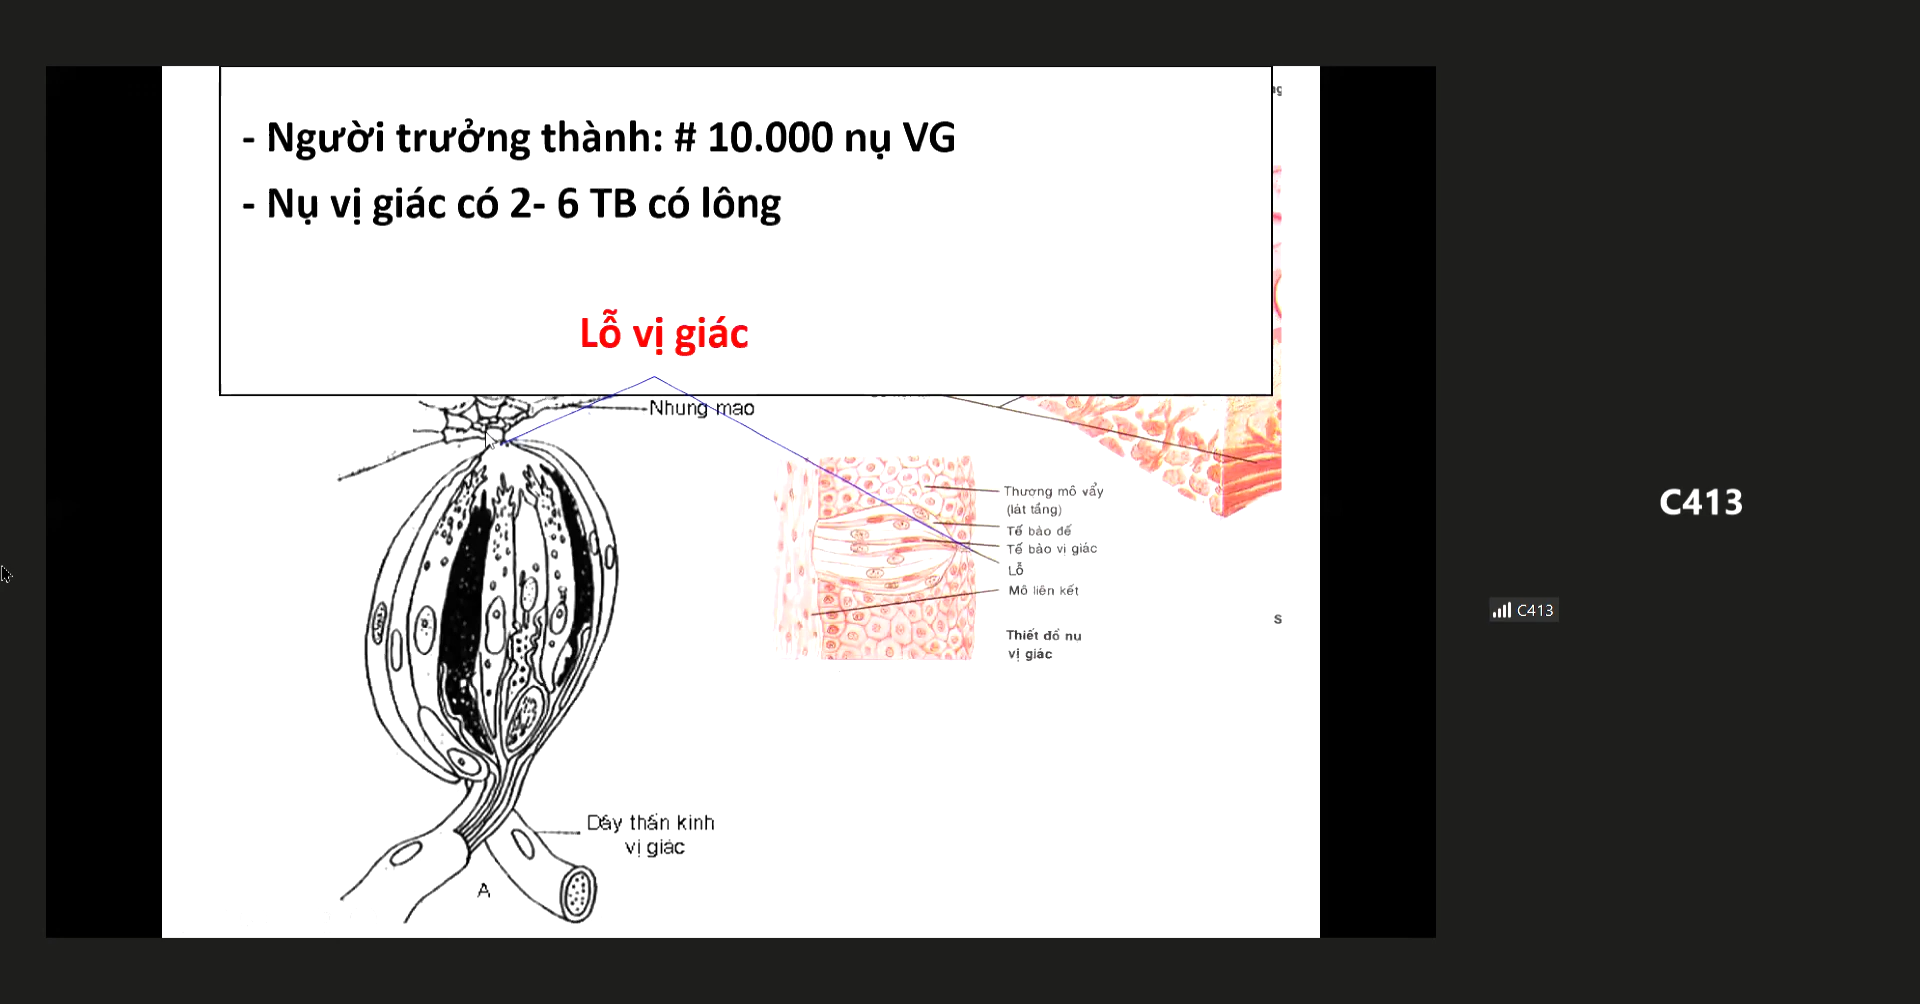 - Người trưởng thành: # 10.000 nụ VG
- Nụ vị giác có 2- 6 TB có lông
Lỗ vị giác
Nhung mao
Thương mô vẩy
(lát tầng)
Tế bào đế
Tế bào vị giác
Lỗ
Mô liên kết
Thiết đồ nụ
vị giác
Dây thần kinh
vị giác
A
S
C413
C413